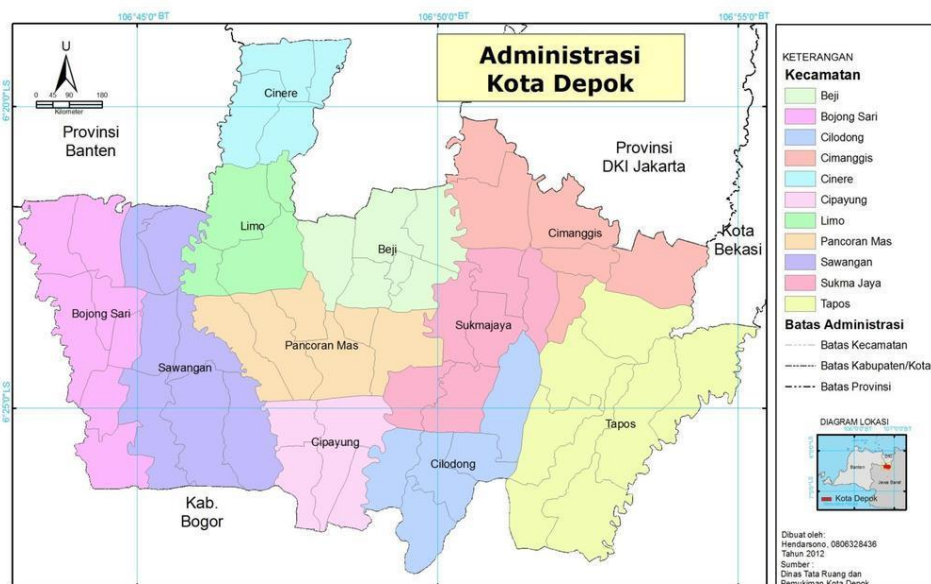 106°45'0"BT
106°50'0"BT
106°55'0"BT
U
0 45 90 180
Kilometer
Administrasi
Kota Depok
6°20'0"LS
6°25'0"LS
Provinsi
Banten
Cinere
Provinsi
DKI Jakarta
Limo
Beji
Cimanggis
Kota
Bekasi
Bojong Sari
Pancoran Mas
Sukmajaya
Sawangan
Tapos
Cipayung
Cilodong
Kab.
Bogor
KETERANGAN
Kecamatan
Beji
Bojong Sari
Cilodong
Cimanggis
Cinere
Cipayung
Limo
Pancoran Mas
Sawangan
Sukma Jaya
Tapos
Batas Administrasi
Batas Kecamatan
Batas Kabupaten/Kota
Batas Provinsi
DIAGRAM LOKASI
Banten
Jawa Barat
Kota Depok
Dibuat oleh:
Hendarsono, 0806328436
Tahun 2012
Sumber :
Dinas Tata Ruang dan
Pemukiman Kota Depok